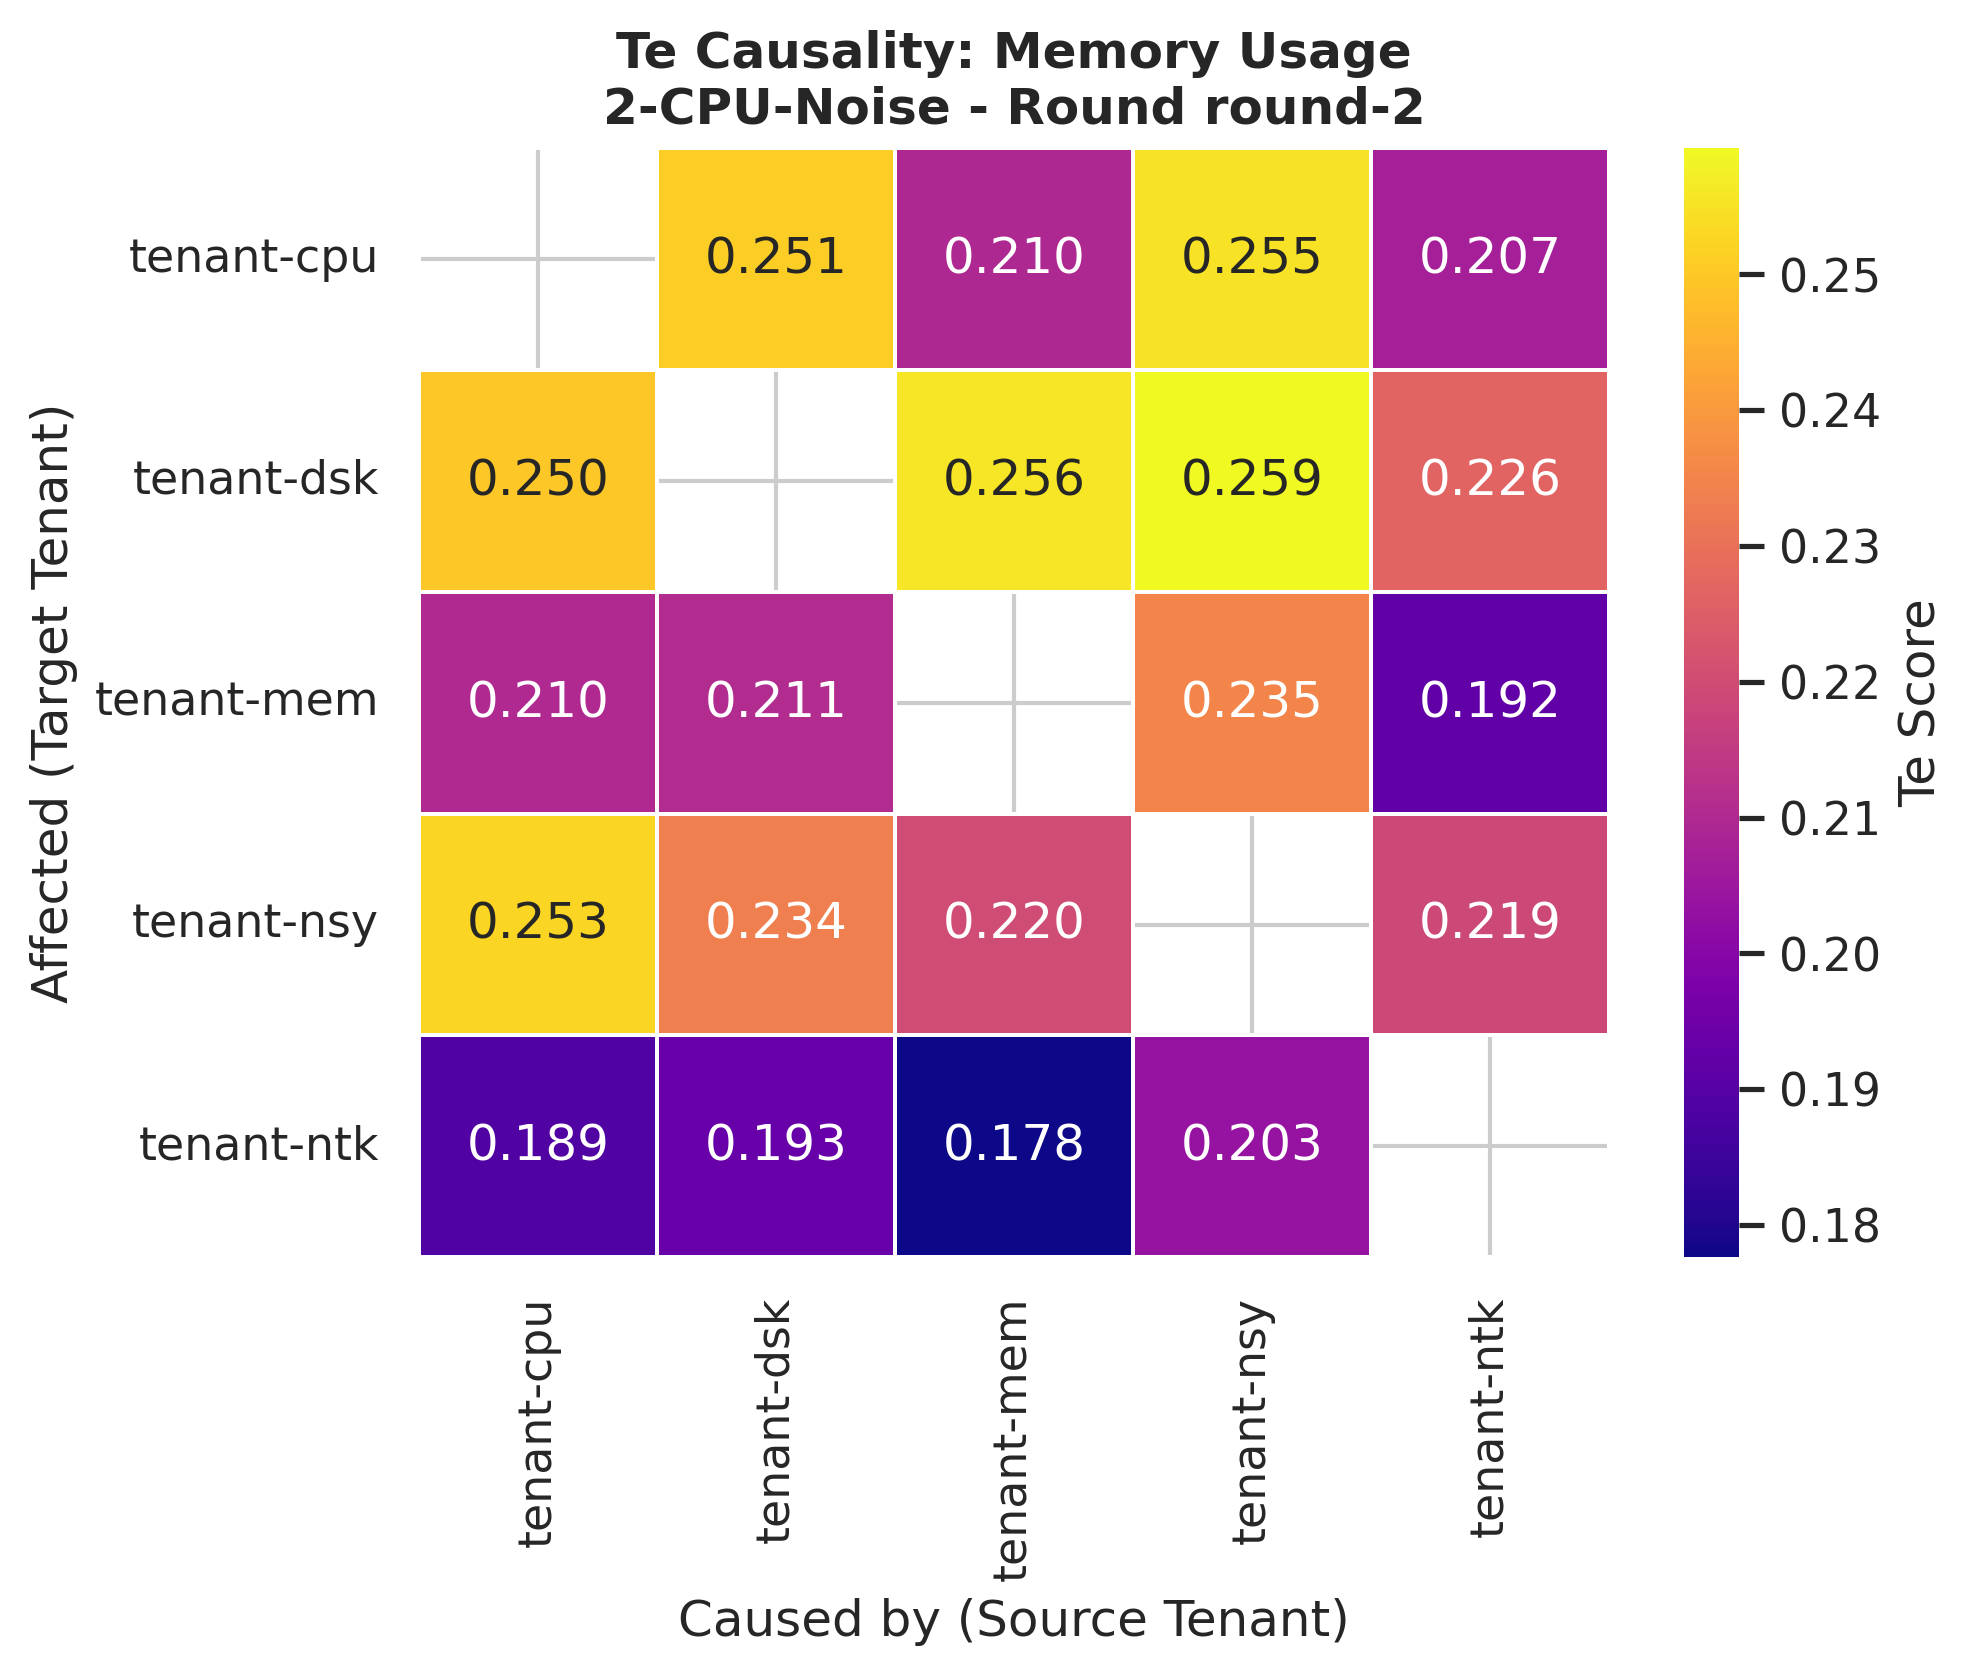 Te Causality: Memory Usage
2-CPU-Noise - Round round-2
Affected (Target Tenant)
tenant-cpu 0.251 0.210 0.255 0.207
tenant-dsk 0.250 0.256 0.259 0.226
tenant-mem 0.210 0.211 0.235 0.192
tenant-nsy 0.253 0.234 0.220 0.219
tenant-ntk 0.189 0.193 0.178 0.203
tenant-cpu
tenant-dsk
tenant-mem
tenant-nsy
tenant-ntk
Caused by (Source Tenant)
0.25
0.24
0.23
0.22
0.21
0.20
0.19
0.18
Te Score